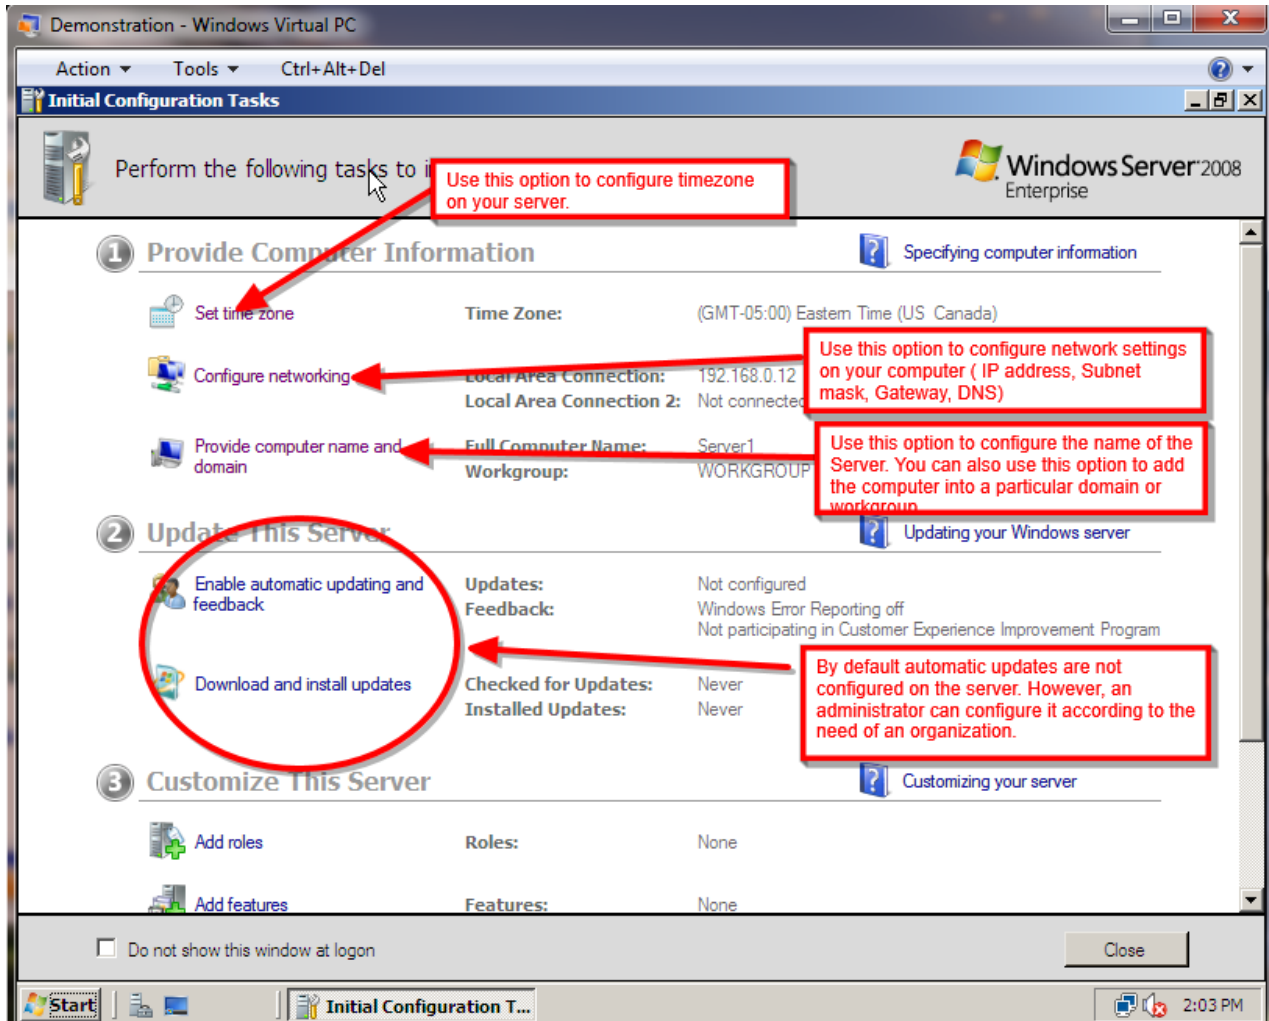 Demonstration - Windows Virtual PC
Action Tools Ctrl+Alt+Del
Initial Configuration Tasks
Perform the following tasks to i
Windows Server 2008
Enterprise
Use this option to configure timezone
on your server.
1 Provide Computer Information
Specifying computer information
Set time zone
Time Zone: (GMT-05:00) Eastern Time (US Canada)
Configure networking
Local Area Connection: 192.168.0.12
Local Area Connection 2: Not connected
Use this option to configure network settings
on your computer ( IP address, Subnet
mask, Gateway, DNS)
Provide computer name and
domain
Full Computer Name: Server1
Workgroup: WORKGROUP
Use this option to configure the name of the
Server. You can also use this option to add
the computer into a particular domain or
workgroup
2 Update This Server
Updating your Windows server
Enable automatic updating and
feedback
Updates: Not configured
Feedback: Windows Error Reporting off
Not participating in Customer Experience Improvement Program
Download and install updates
Checked for Updates: Never
Installed Updates: Never
By default automatic updates are not
configured on the server. However, an
administrator can configure it according to the
need of an organization.
3 Customize This Server
Customizing your server
Add roles
Roles: None
Add features
Features: None
Do not show this window at logon
Close
Start
Initial Configuration T...
2:03 PM